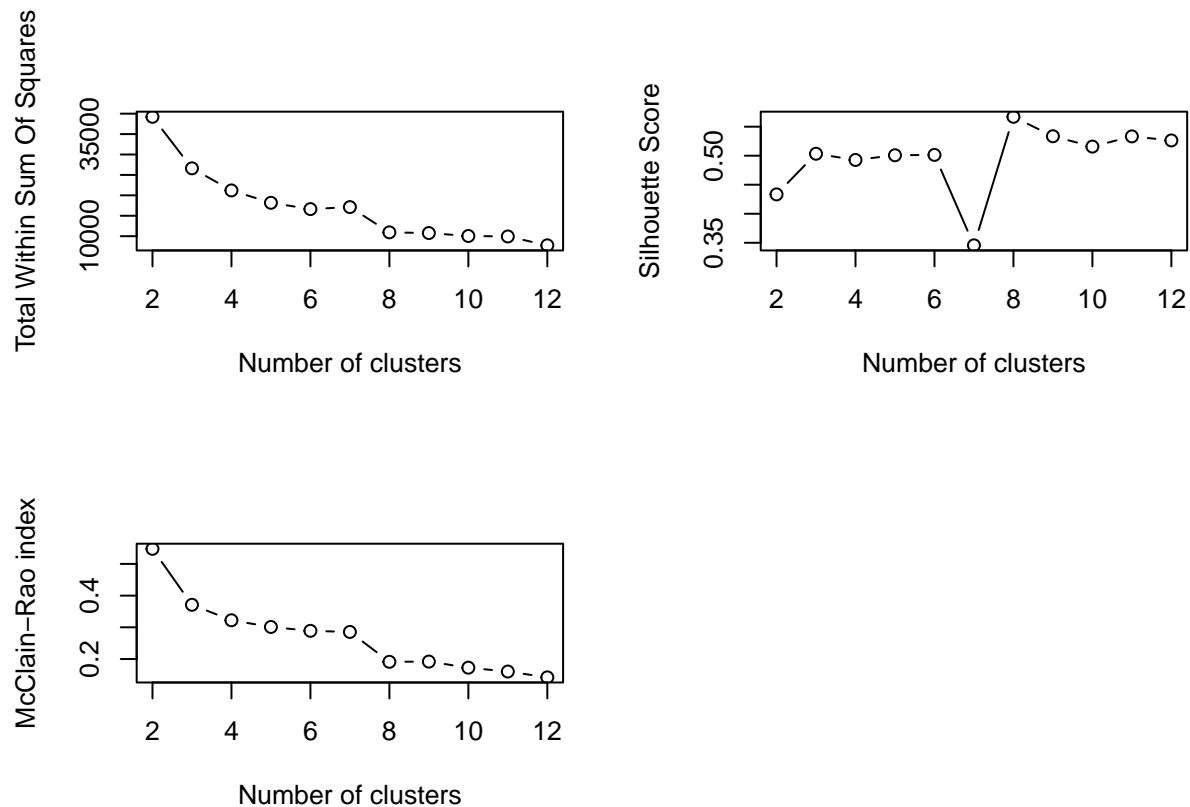 Total Within Sum Of Squares
35000
10000
2 4 6 8 10 12
Number of clusters
Silhouette Score
0.50
0.35
2 4 6 8 10 12
Number of clusters
McClain−Rao index
0.4
0.2
2 4 6 8 10 12
Number of clusters